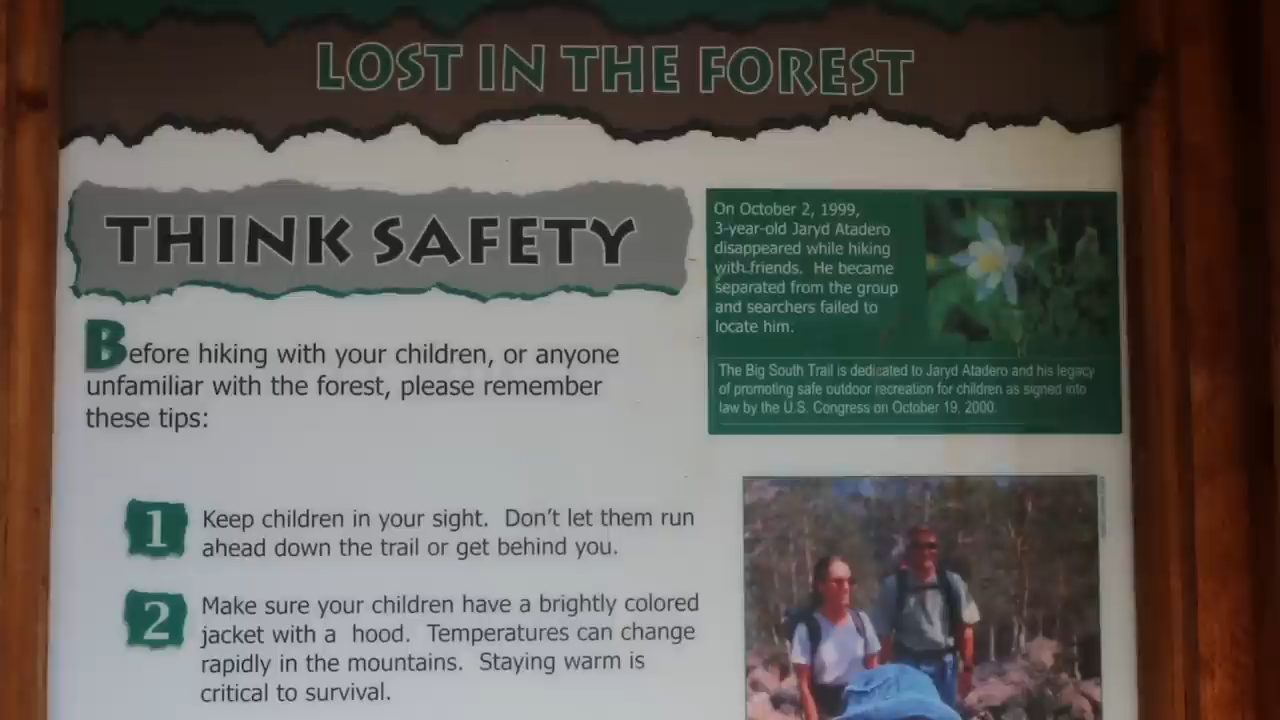 LOST IN THE FOREST
THINK SAFETY
Before hiking with your children, or anyone
unfamiliar with the forest, please remember
these tips:
1 Keep children in your sight. Don't let them run
ahead down the trail or get behind you.
2 Make sure your children have a brightly colored
jacket with a hood. Temperatures can change
rapidly in the mountains. Staying warm is
critical to survival.
On October 2, 1999,
3-year-old Jaryd Atadero
disappeared while hiking
with friends. He became
separated from the group
and searchers failed to
locate him.
The Big South Trail is dedicated to Jaryd Atadero and his legacy
of promoting safe outdoor recreation for children as signed into
law by the U.S. Congress on October 19, 2000.